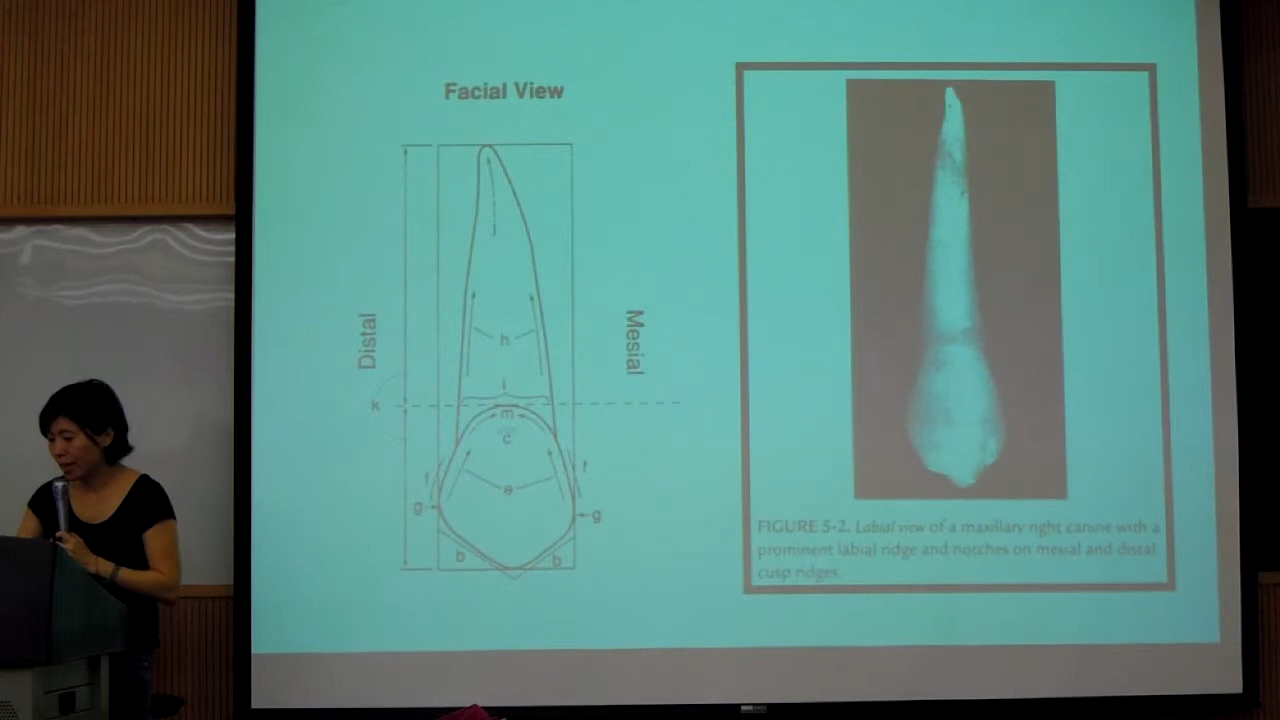 Facial View
Distal
Mesial
h
i
k
m
c
f
f
e
g
g
b
b
FIGURE 5-2. Labial view of a maxillary right canine with a
prominent labial ridge and notches on mesial and distal
cusp ridges.